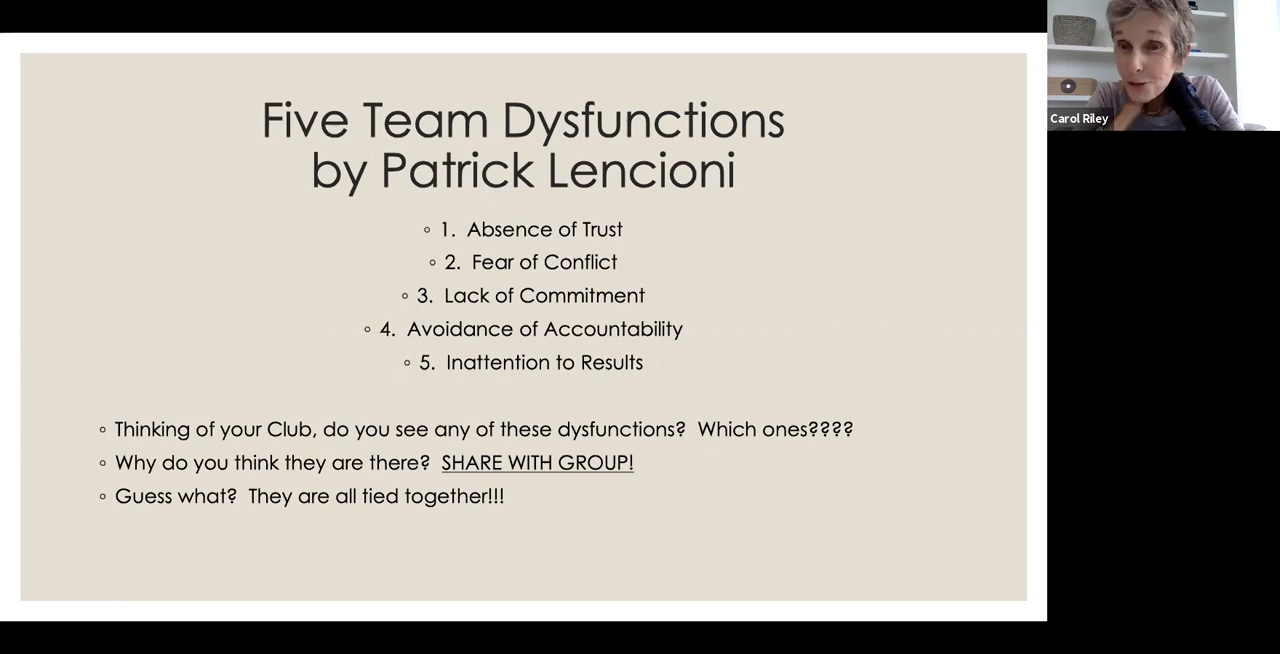 Five Team Dysfunctions
by Patrick Lencioni
◦ 1. Absence of Trust
◦ 2. Fear of Conflict
◦ 3. Lack of Commitment
◦ 4. Avoidance of Accountability
◦ 5. Inattention to Results
◦ Thinking of your Club, do you see any of these dysfunctions? Which ones????
◦ Why do you think they are there? SHARE WITH GROUP!
◦ Guess what? They are all tied together!!!
Carol Riley